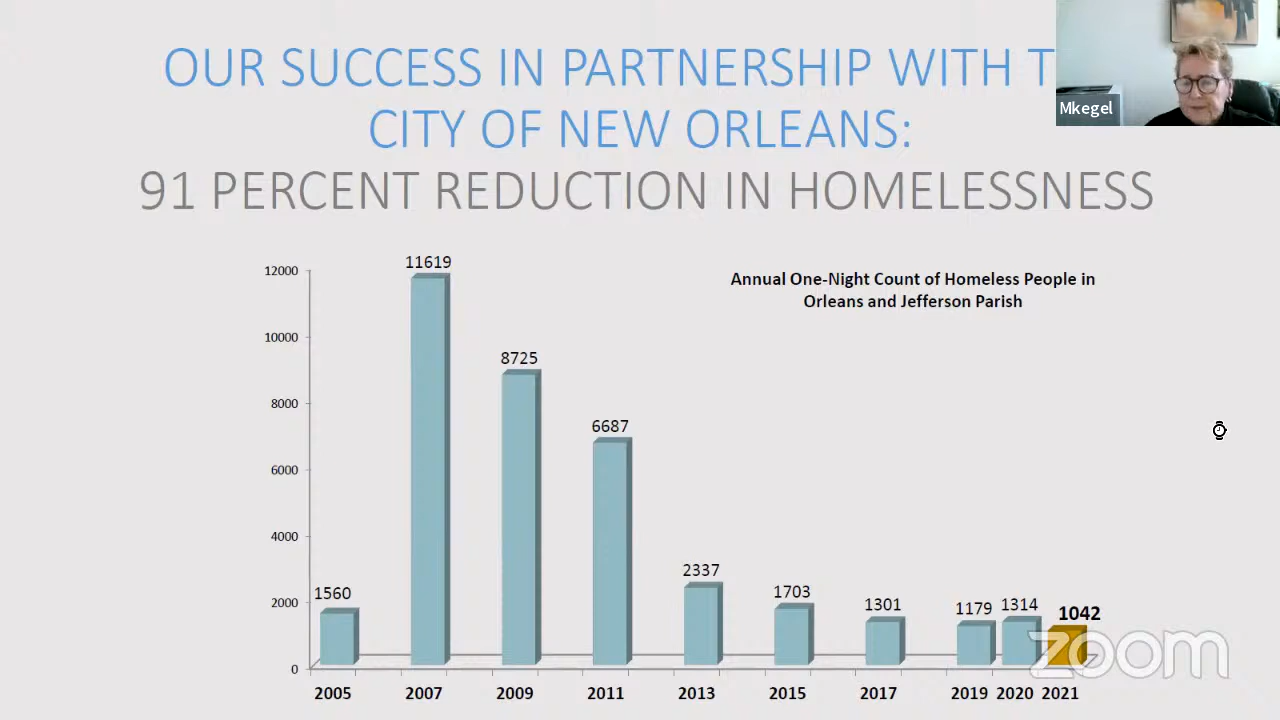 OUR SUCCESS IN PARTNERSHIP WITH
CITY OF NEW ORLEANS:
91 PERCENT REDUCTION IN HOMELESSNESS
Mkegel
Annual One-Night Count of Homeless People in
Orleans and Jefferson Parish
12000
10000
8000
6000
4000
2000
0
1560
11619
8725
6687
2337
1703
1301
1179
1314
1042
2005 2007 2009 2011 2013 2015 2017 2019 2020 2021
zoom